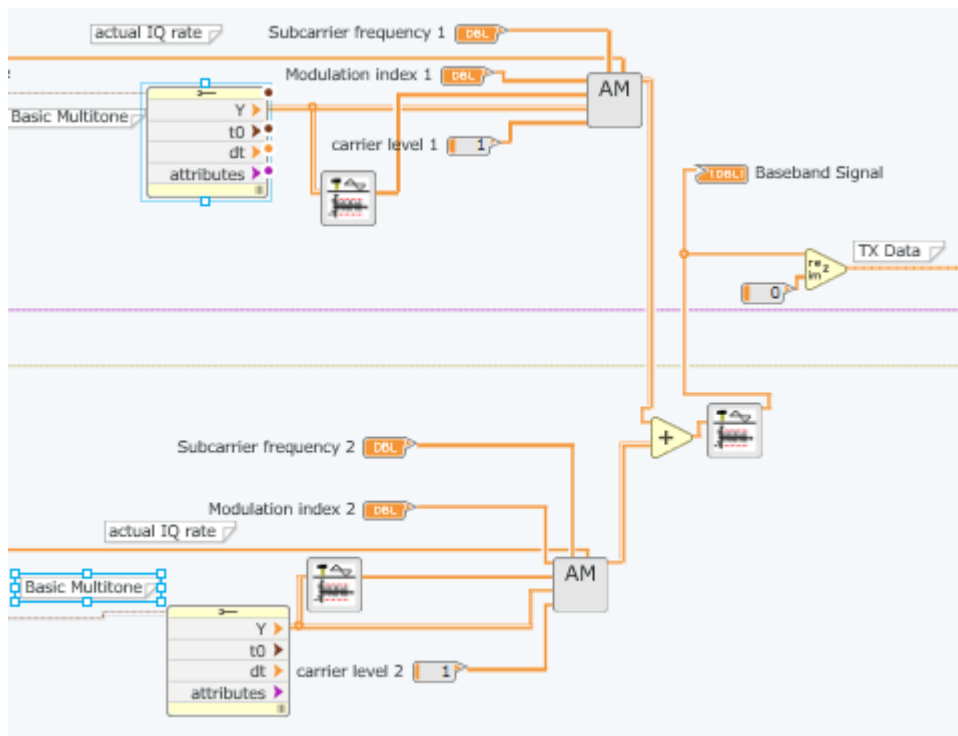 actual IQ rate
Subcarrier frequency 1 DBL
Modulation index 1 DBL
AM
Basic Multitone
Y
t0
dt
attributes
carrier level 1 1
[DBL] Baseband Signal
TX Data
re
im z
0
Subcarrier frequency 2 DBL
+
Modulation index 2 DBL
actual IQ rate
AM
Basic Multitone
Y
t0
dt
attributes
carrier level 2 1